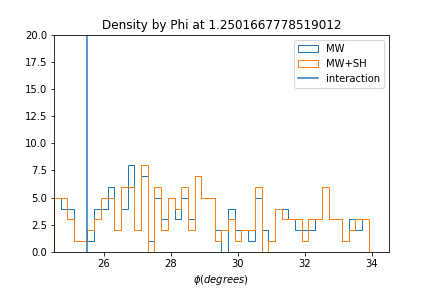 Density by Phi at 1.2501667778519012
20.0
17.5
15.0
12.5
10.0
7.5
5.0
2.5
0.0
MW
MW+SH
interaction
26 28 30 32 34
ϕ(degrees)